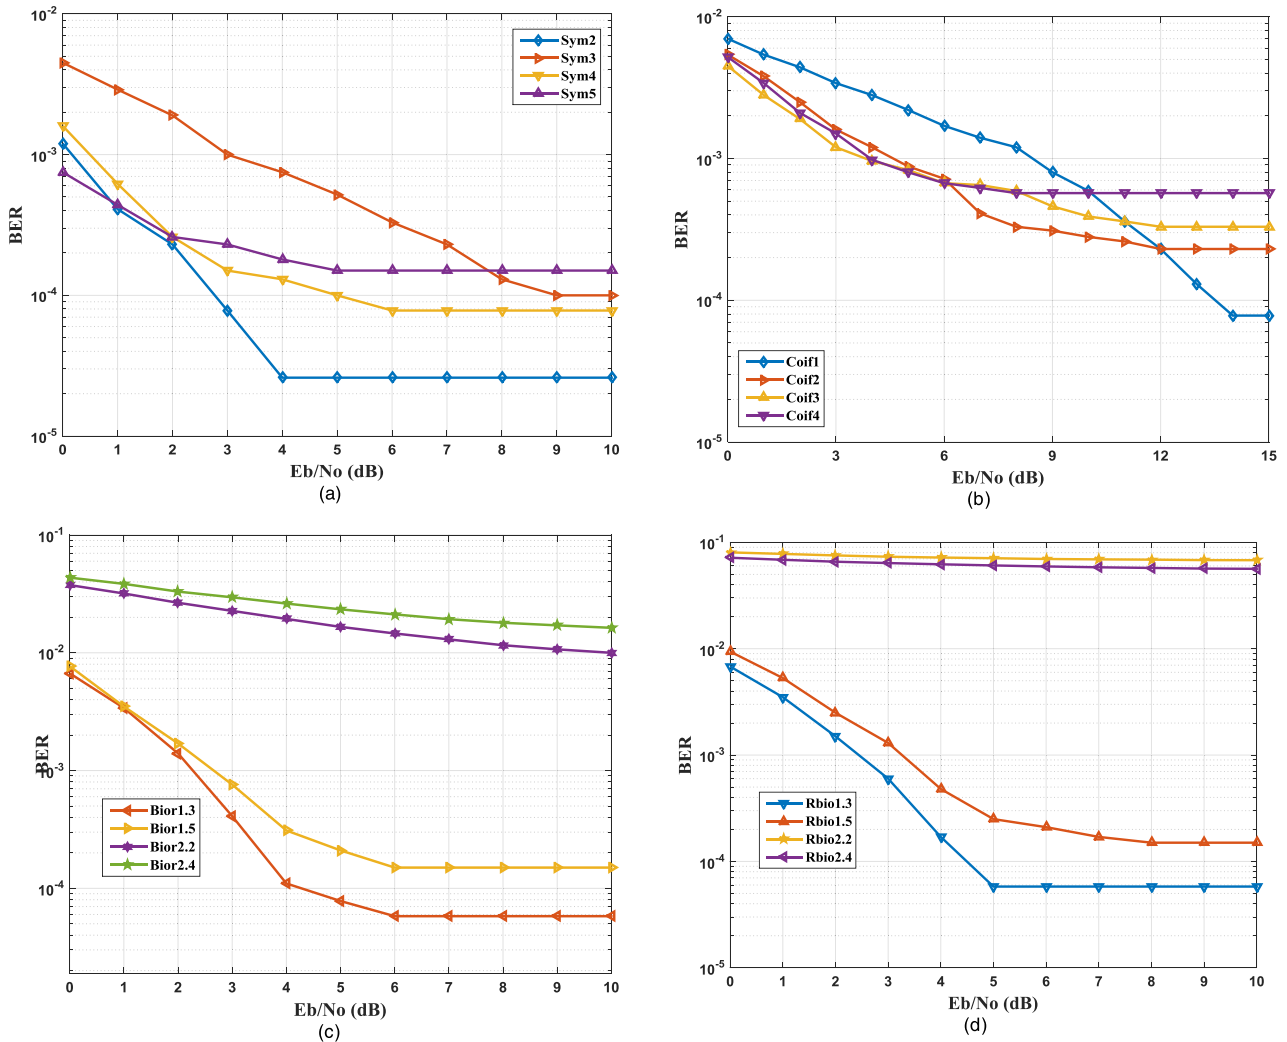 10^-2
10^-3
10^-4
10^-5
BER
0 1 2 3 4 5 6 7 8 9 10
Eb/No (dB)
Sym2
Sym3
Sym4
Sym5
(a)
10^-2
10^-3
10^-4
10^-5
BER
0 3 6 9 12 15
Eb/No (dB)
Coif1
Coif2
Coif3
Coif4
(b)
10^-1
10^-2
10^-3
10^-4
BER
0 1 2 3 4 5 6 7 8 9 10
Eb/No (dB)
Bior1.3
Bior1.5
Bior2.2
Bior2.4
(c)
10^-1
10^-2
10^-3
10^-4
10^-5
BER
0 1 2 3 4 5 6 7 8 9 10
Eb/No (dB)
Rbio1.3
Rbio1.5
Rbio2.2
Rbio2.4
(d)